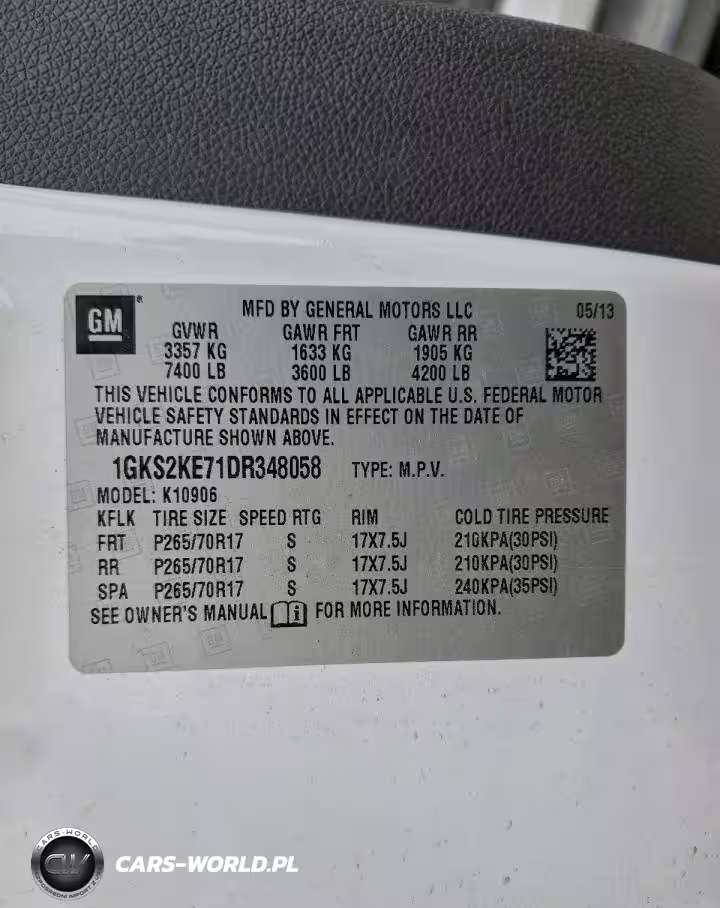 GM
MFD BY GENERAL MOTORS LLC 05/13
GVWR GAWR FRT GAWR RR
3357 KG 1633 KG 1905 KG
7400 LB 3600 LB 4200 LB
THIS VEHICLE CONFORMS TO ALL APPLICABLE U.S. FEDERAL MOTOR
VEHICLE SAFETY STANDARDS IN EFFECT ON THE DATE OF
MANUFACTURE SHOWN ABOVE.
1GKS2KE71DR348058 TYPE: M.P.V.
MODEL: K10906
KFLK TIRE SIZE SPEED RTG RIM COLD TIRE PRESSURE
FRT P265/70R17 S 17X7.5J 210KPA(30PSI)
RR P265/70R17 S 17X7.5J 210KPA(30PSI)
SPA P265/70R17 S 17X7.5J 240KPA(35PSI)
SEE OWNER'S MANUAL FOR MORE INFORMATION.
CARS-WORLD
CW
CARS-WORLD.PL